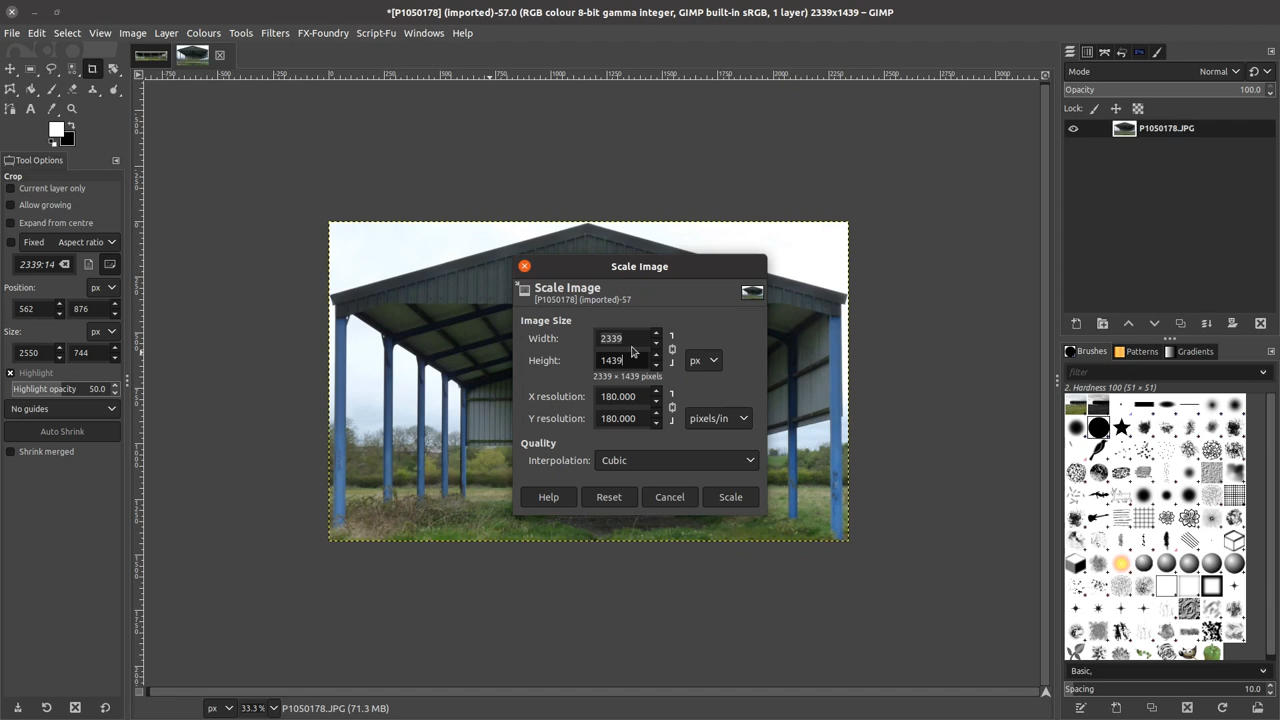 *[P1050178] (imported)-57.0 (RGB colour 8-bit gamma integer, GIMP built-in sRGB, 1 layer) 2339x1439 – GIMP
File Edit Select View Image Layer Colours Tools Filters FX-Foundry Script-Fu Windows Help
Mode Normal
Opacity 100.0
Lock:
P1050178.JPG
Tool Options
Crop
Current layer only
Allow growing
Expand from centre
Fixed Aspect ratio
2339:14
Position: px
562 876
Size: px
2550 744
Highlight
Highlight opacity 50.0
No guides
Auto Shrink
Shrink merged
Scale Image
Scale Image
[P1050178] (imported)-57
Image Size
Width: 2339
Height: 1439 px
2339 × 1439 pixels
X resolution: 180.000
Y resolution: 180.000 pixels/in
Quality
Interpolation: Cubic
Help Reset Cancel Scale
Brushes Patterns Gradients
filter
2. Hardness 100 (51 × 51)
Basic,
Spacing 10.0
px 33.3 % P1050178.JPG (71.3 MB)